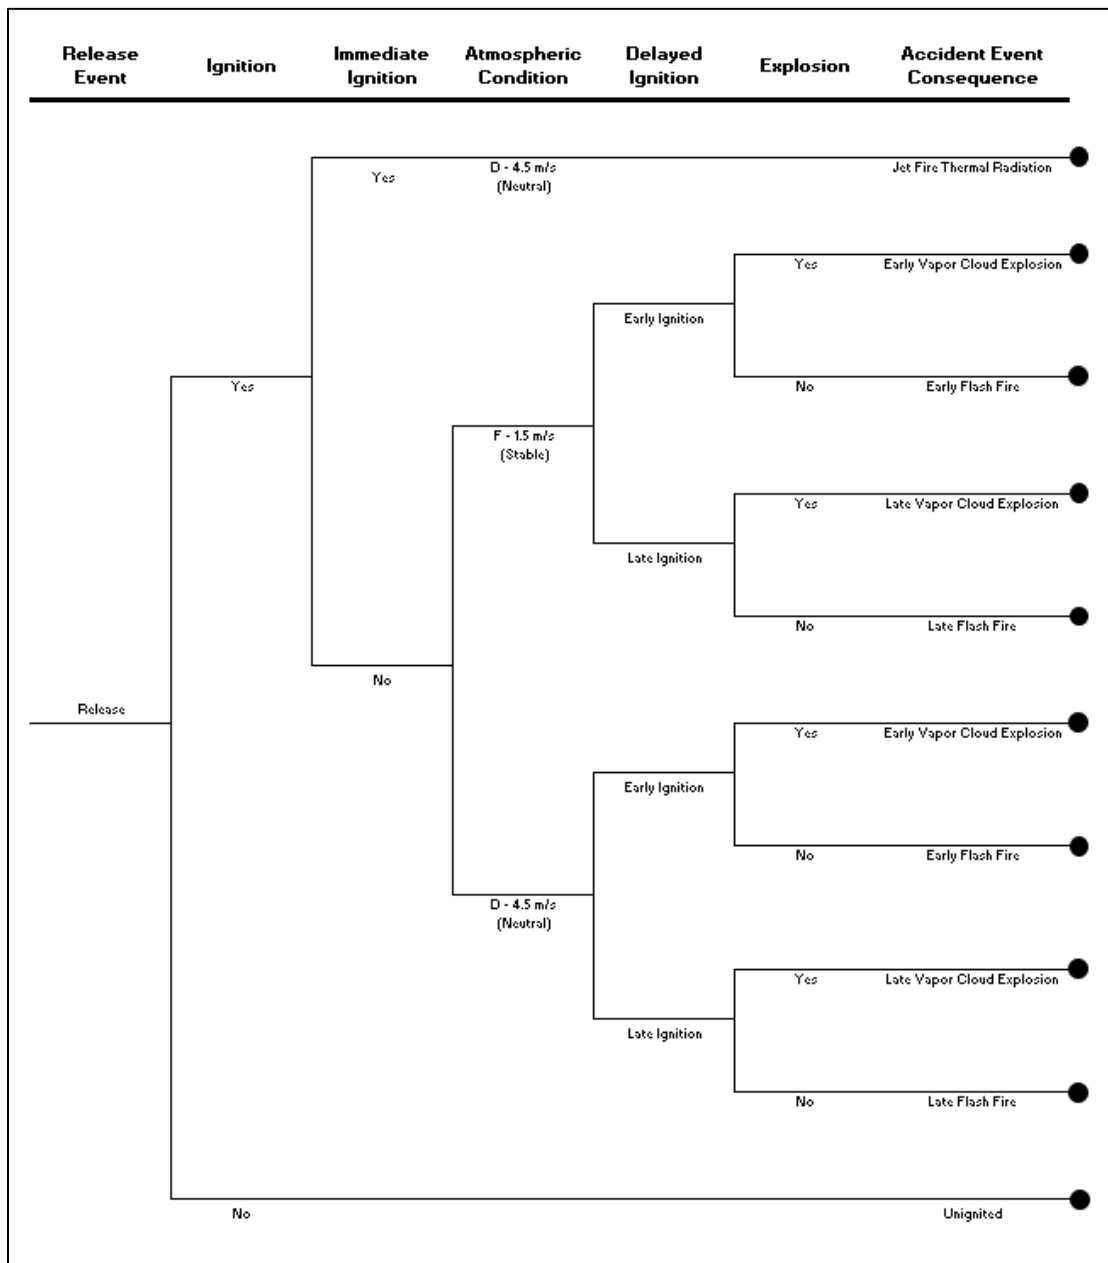 Release Event
Ignition
Immediate Ignition
Atmospheric Condition
Delayed Ignition
Explosion
Accident Event Consequence
Yes
D - 4.5 m/s
(Neutral)
Jet Fire Thermal Radiation
Yes
Early Vapor Cloud Explosion
Early Ignition
Yes
No
Early Flash Fire
F - 1.5 m/s
(Stable)
Yes
Late Vapor Cloud Explosion
Late Ignition
No
Late Flash Fire
No
Release
Yes
Early Vapor Cloud Explosion
Early Ignition
No
Early Flash Fire
D - 4.5 m/s
(Neutral)
Yes
Late Vapor Cloud Explosion
Late Ignition
No
Late Flash Fire
No
Unignited